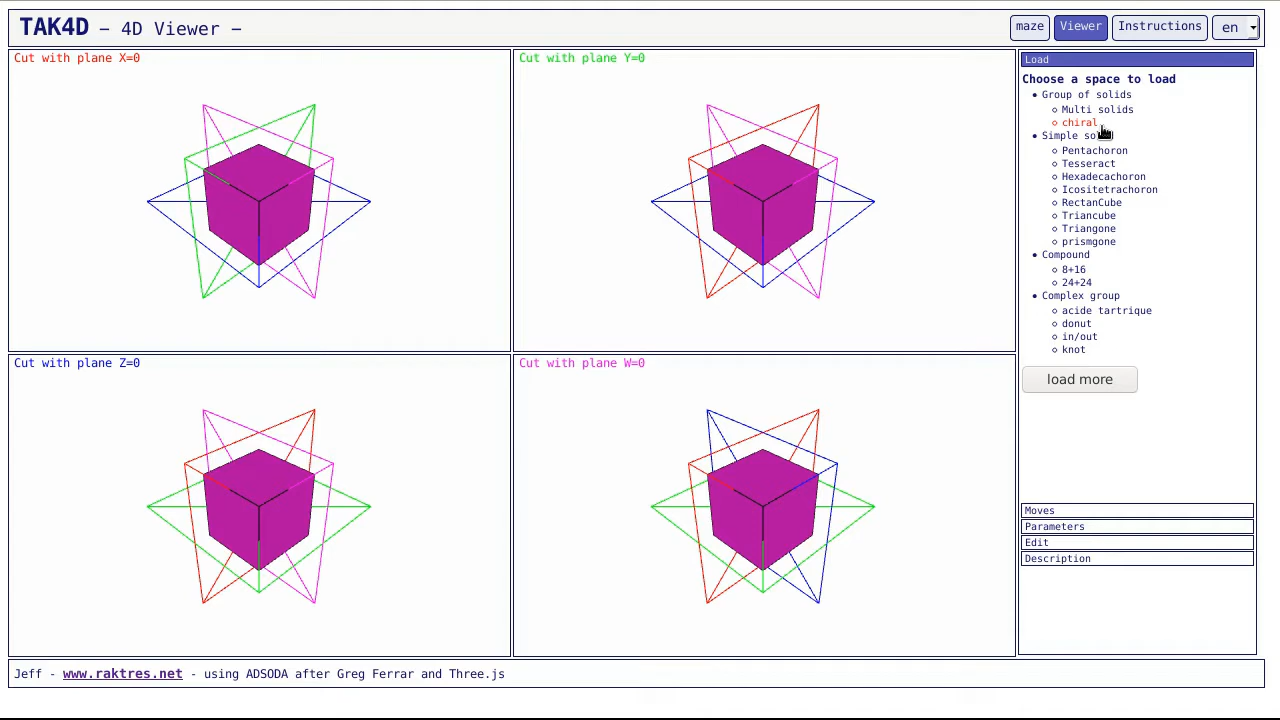 TAK4D – 4D Viewer –
maze Viewer Instructions en
Cut with plane X=0
Cut with plane Y=0
Cut with plane Z=0
Cut with plane W=0
Load
Choose a space to load
Group of solids
Multi solids
chiral
Simple so
Pentachoron
Tesseract
Hexadecachoron
Icositetrachoron
RectanCube
Triancube
Triangone
prismgone
Compound
8+16
24+24
Complex group
acide tartrique
donut
in/out
knot
load more
Moves
Parameters
Edit
Description
Jeff - www.raktres.net - using ADSODA after Greg Ferrar and Three.js